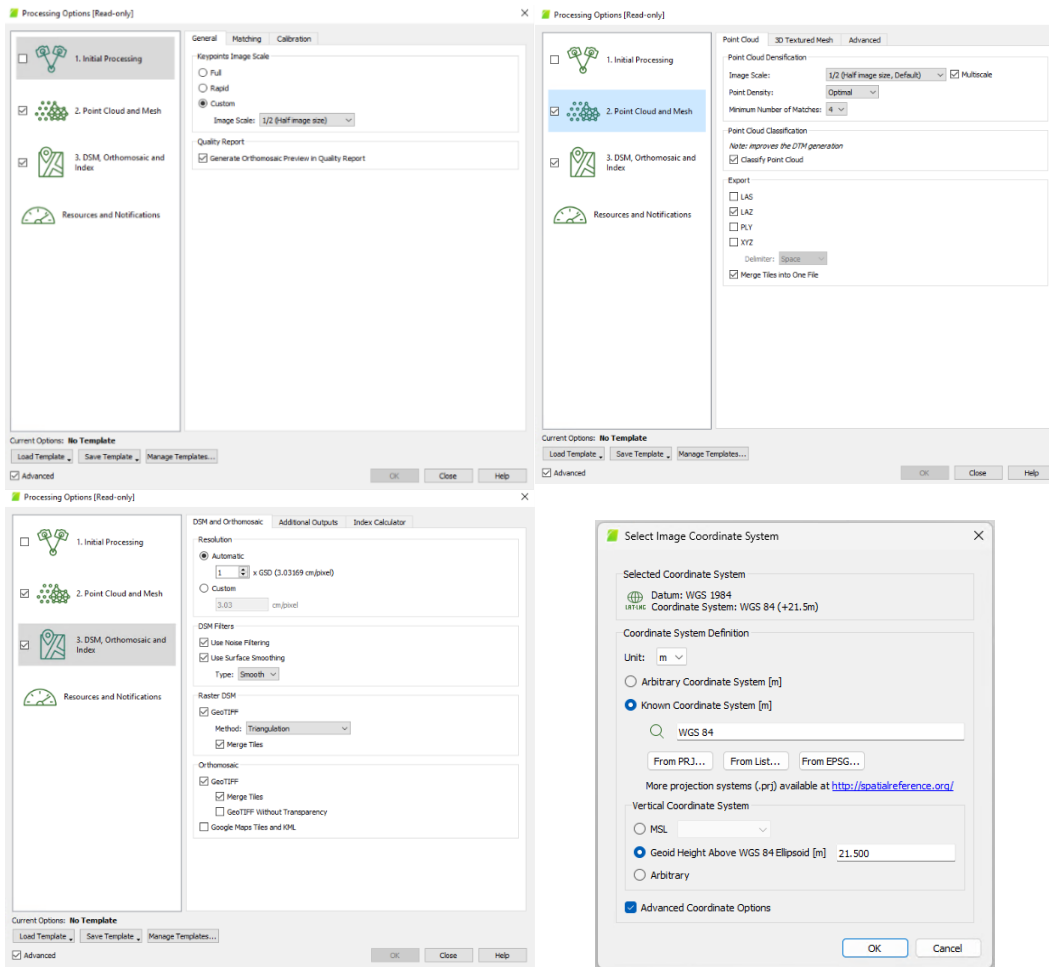 Processing Options [Read-only]
1. Initial Processing
2. Point Cloud and Mesh
3. DSM, Orthomosaic and
Index
Resources and Notifications
General Matching Calibration
Keypoints Image Scale
Full
Rapid
Custom
Image Scale: 1/2 (Half image size)
Quality Report
Generate Orthomosaic Preview in Quality Report
Current Options: No Template
Load Template Save Template Manage Templates...
Advanced
OK Close Help
Processing Options [Read-only]
1. Initial Processing
2. Point Cloud and Mesh
3. DSM, Orthomosaic and
Index
Resources and Notifications
Point Cloud 3D Textured Mesh Advanced
Point Cloud Densification
Image Scale: 1/2 (Half image size, Default) Multiscale
Point Density: Optimal
Minimum Number of Matches: 4
Point Cloud Classification
Note: improves the DTM generation
Classify Point Cloud
Export
LAS
LAZ
PLY
XYZ
Delimiter: Space
Merge Tiles into One File
Current Options: No Template
Load Template Save Template Manage Templates...
Advanced
OK Close Help
Processing Options [Read-only]
1. Initial Processing
2. Point Cloud and Mesh
3. DSM, Orthomosaic and
Index
Resources and Notifications
DSM and Orthomosaic Additional Outputs Index Calculator
Resolution
Automatic
1 x GSD (3.03169 cm/pixel)
Custom
3.03 cm/pixel
DSM Filters
Use Noise Filtering
Use Surface Smoothing
Type: Smooth
Raster DSM
GeoTIFF
Method: Triangulation
Merge Tiles
Orthomosaic
GeoTIFF
Merge Tiles
GeoTIFF Without Transparency
Google Maps Tiles and KML
Current Options: No Template
Load Template Save Template Manage Templates...
Advanced
OK Close Help
Select Image Coordinate System
Selected Coordinate System
Datum: WGS 1984
LAT-LNG Coordinate System: WGS 84 (+21.5m)
Coordinate System Definition
Unit: m
Arbitrary Coordinate System [m]
Known Coordinate System [m]
WGS 84
From PRJ... From List... From EPSG...
More projection systems (.prj) available at http://spatialreference.org/
Vertical Coordinate System
MSL
Geoid Height Above WGS 84 Ellipsoid [m] 21.500
Arbitrary
Advanced Coordinate Options
OK Cancel